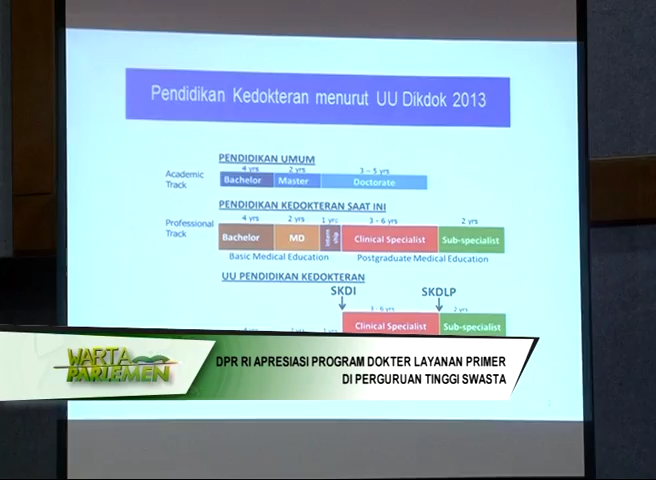 Pendidikan Kedokteran menurut UU Dikdok 2013
PENDIDIKAN UMUM
4 yrs 2 yrs 3 - 5 yrs
Academic Track
Bachelor Master Doctorate
PENDIDIKAN KEDOKTERAN SAAT INI
4 yrs 2 yrs 1 yrs 3 - 6 yrs 2 yrs
Professional Track
Bachelor MD Intern ship Clinical Specialist Sub-specialist
Basic Medical Education Postgraduate Medical Education
UU PENDIDIKAN KEDOKTERAN
SKDI SKDLP
3 - 6 yrs 2 yrs
Clinical Specialist Sub-specialist
WARTA PARLEMEN
DPR RI APRESIASI PROGRAM DOKTER LAYANAN PRIMER
DI PERGURUAN TINGGI SWASTA